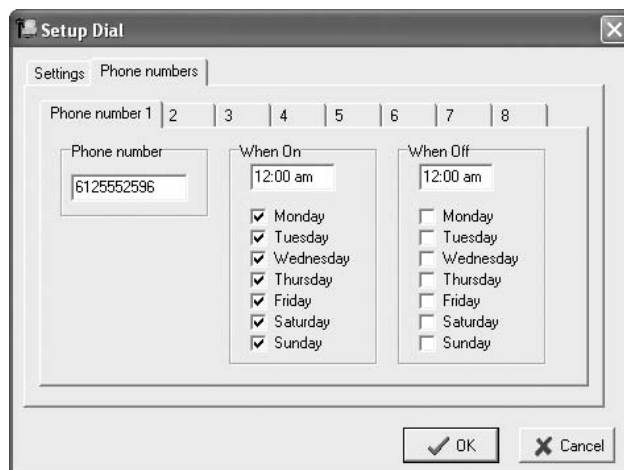 Setup Dial
Settings Phone numbers
Phone number 1 2 3 4 5 6 7 8
Phone number When On When Off
6125552596 12:00 am 12:00 am
Monday Monday
Tuesday Tuesday
Wednesday Wednesday
Thursday Thursday
Friday Friday
Saturday Saturday
Sunday Sunday
OK Cancel